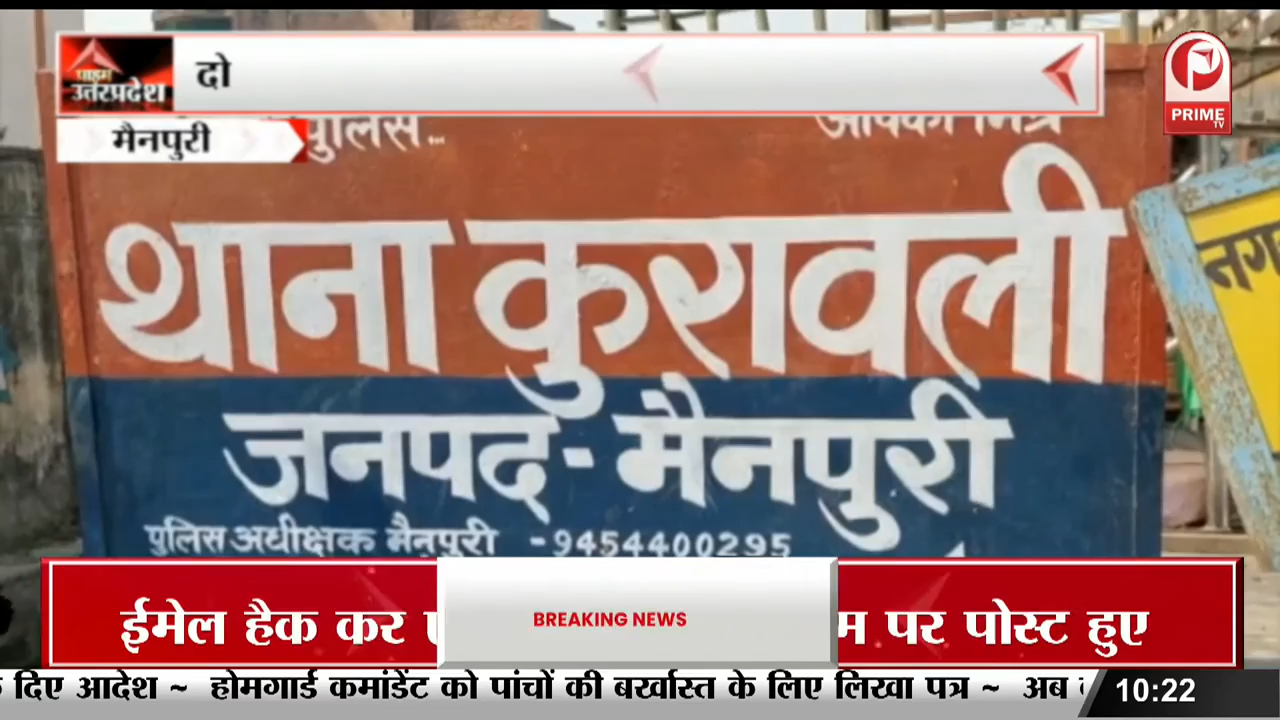 प्राइम
उत्तरप्रदेश
दो
PRIME
TV
मैनपुरी
पुलिस...
आपका मित्र
थाना कुरावली
नग
जनपद-मैनपुरी
पुलिस अधीक्षक मैनपुरी -9454400295
ईमेल हैक कर
BREAKING NEWS
पर पोस्ट हुए
दिए आदेश ~ होमगार्ड कमांडेंट को पांचों की बर्खास्त के लिए लिखा पत्र ~ अब
10:22